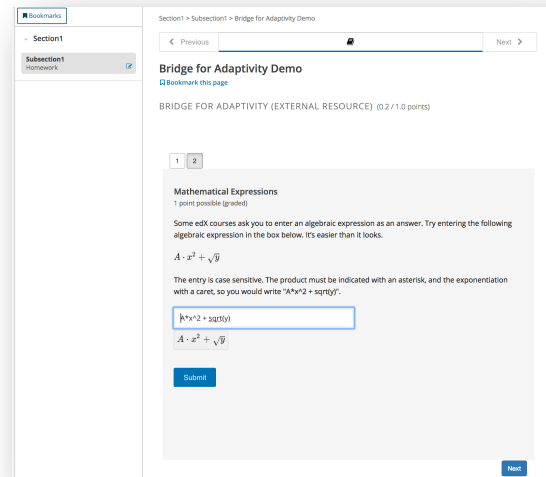 Bookmarks
Section1
Subsection1
Homework
Section1 > Subsection1 > Bridge for Adaptivity Demo
Previous
Next
Bridge for Adaptivity Demo
Bookmark this page
BRIDGE FOR ADAPTIVITY (EXTERNAL RESOURCE) (0.2 / 1.0 points)
1 2
Mathematical Expressions
1 point possible (graded)
Some edX courses ask you to enter an algebraic expression as an answer. Try entering the following
algebraic expression in the box below. It's easier than it looks.
A · x² + √y
The entry is case sensitive. The product must be indicated with an asterisk, and the exponentiation
with a caret, so you would write "A*x^2 + sqrt(y)".
A*x^2 + sqrt(y)
A · x² + √y
Submit
Next